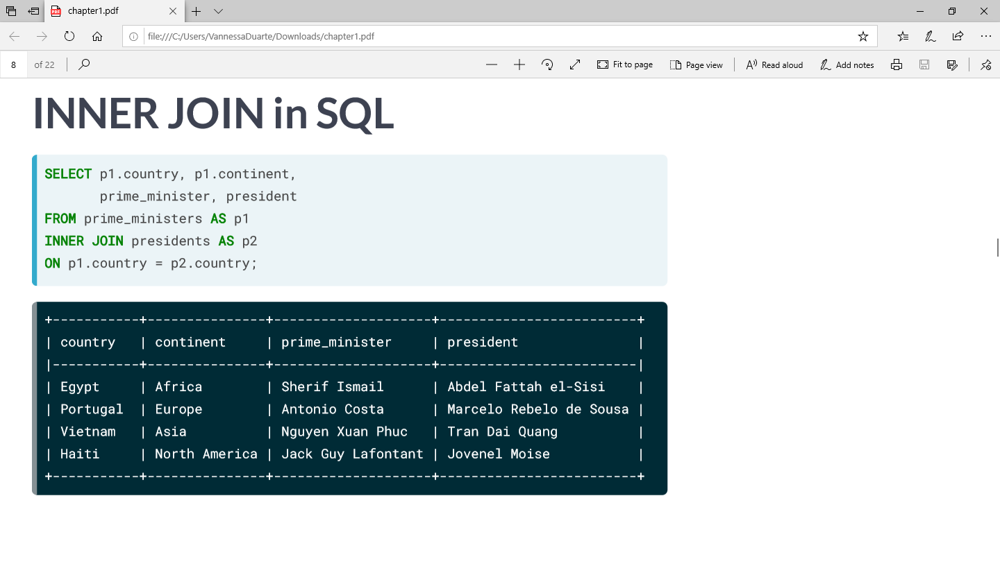 chapter1.pdf
file:///C:/Users/VannessaDuarte/Downloads/chapter1.pdf
8 of 22
Fit to page
Page view
Read aloud
Add notes
INNER JOIN in SQL
SELECT p1.country, p1.continent,
       prime_minister, president
FROM prime_ministers AS p1
INNER JOIN presidents AS p2
ON p1.country = p2.country;
+-----------+---------------+--------------------+-------------------------+
| country   | continent     | prime_minister     | president               |
|-----------+---------------+--------------------+-------------------------|
| Egypt     | Africa        | Sherif Ismail      | Abdel Fattah el-Sisi    |
| Portugal  | Europe        | Antonio Costa      | Marcelo Rebelo de Sousa |
| Vietnam   | Asia          | Nguyen Xuan Phuc   | Tran Dai Quang          |
| Haiti     | North America | Jack Guy Lafontant | Jovenel Moise           |
+-----------+---------------+--------------------+-------------------------+